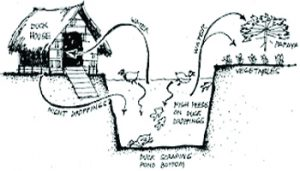 DUCK
HOUSE
WATER
WATER
PAPAYA
VEGETABLES
NIGHT DROPPINGS
FISH FEEDS
ON DUCK
DROPPINGS
DUCK SCRAPING
POND BOTTOM